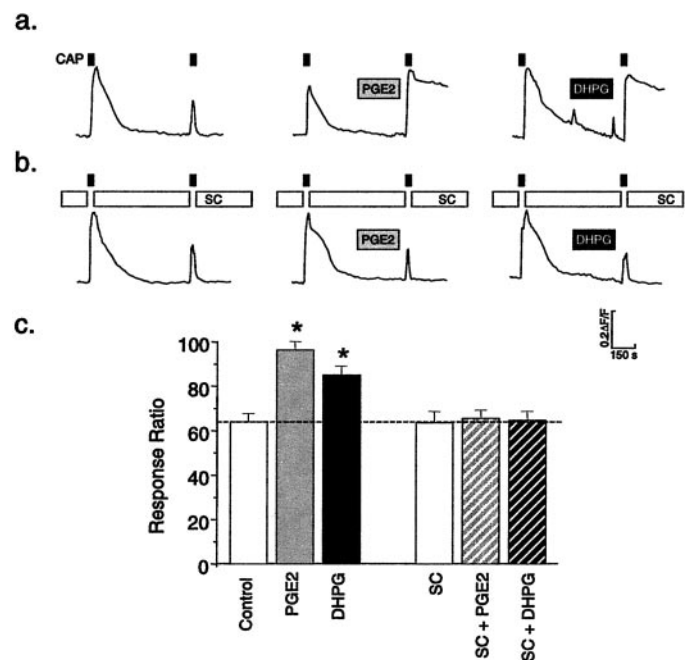 a.
CAP
PGE2
DHPG
b.
SC
SC
SC
PGE2
DHPG
0.2ΔF/F
150 s
c.
Response Ratio
100
80
60
40
20
0
*
*
Control
PGE2
DHPG
SC
SC + PGE2
SC + DHPG